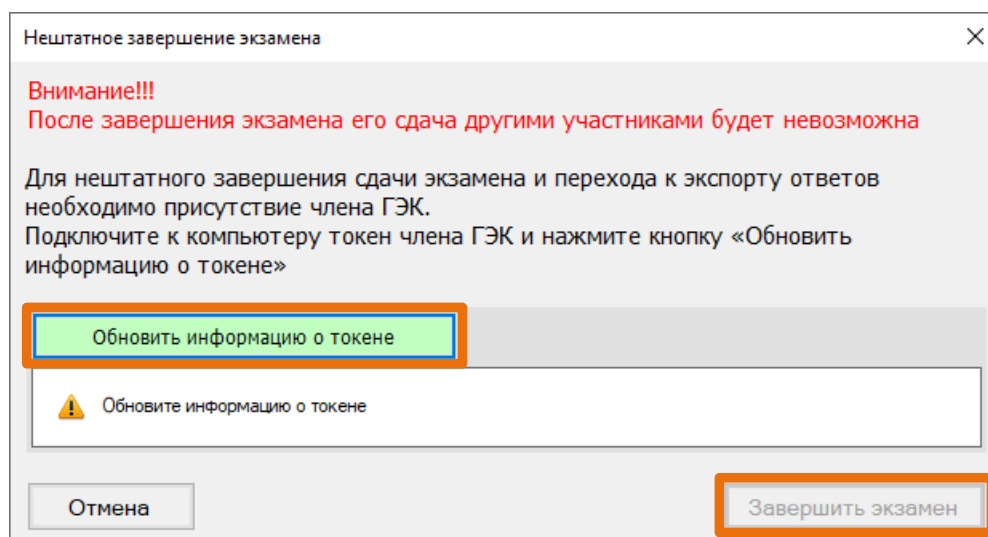 Нештатное завершение экзамена
Внимание!!!
После завершения экзамена его сдача другими участниками будет невозможна
Для нештатного завершения сдачи экзамена и перехода к экспорту ответов
необходимо присутствие члена ГЭК.
Подключите к компьютеру токен члена ГЭК и нажмите кнопку «Обновить
информацию о токене»
Обновить информацию о токене
Обновите информацию о токене
Отмена
Завершить экзамен